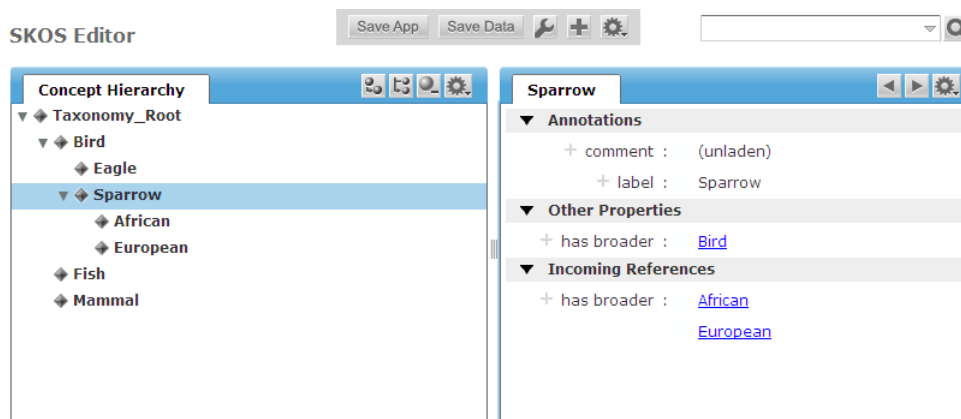 SKOS Editor
Save App
Save Data
Concept Hierarchy
Taxonomy_Root
Bird
Eagle
Sparrow
African
European
Fish
Mammal
Sparrow
Annotations
comment : (unladen)
label : Sparrow
Other Properties
has broader : Bird
Incoming References
has broader : African
European